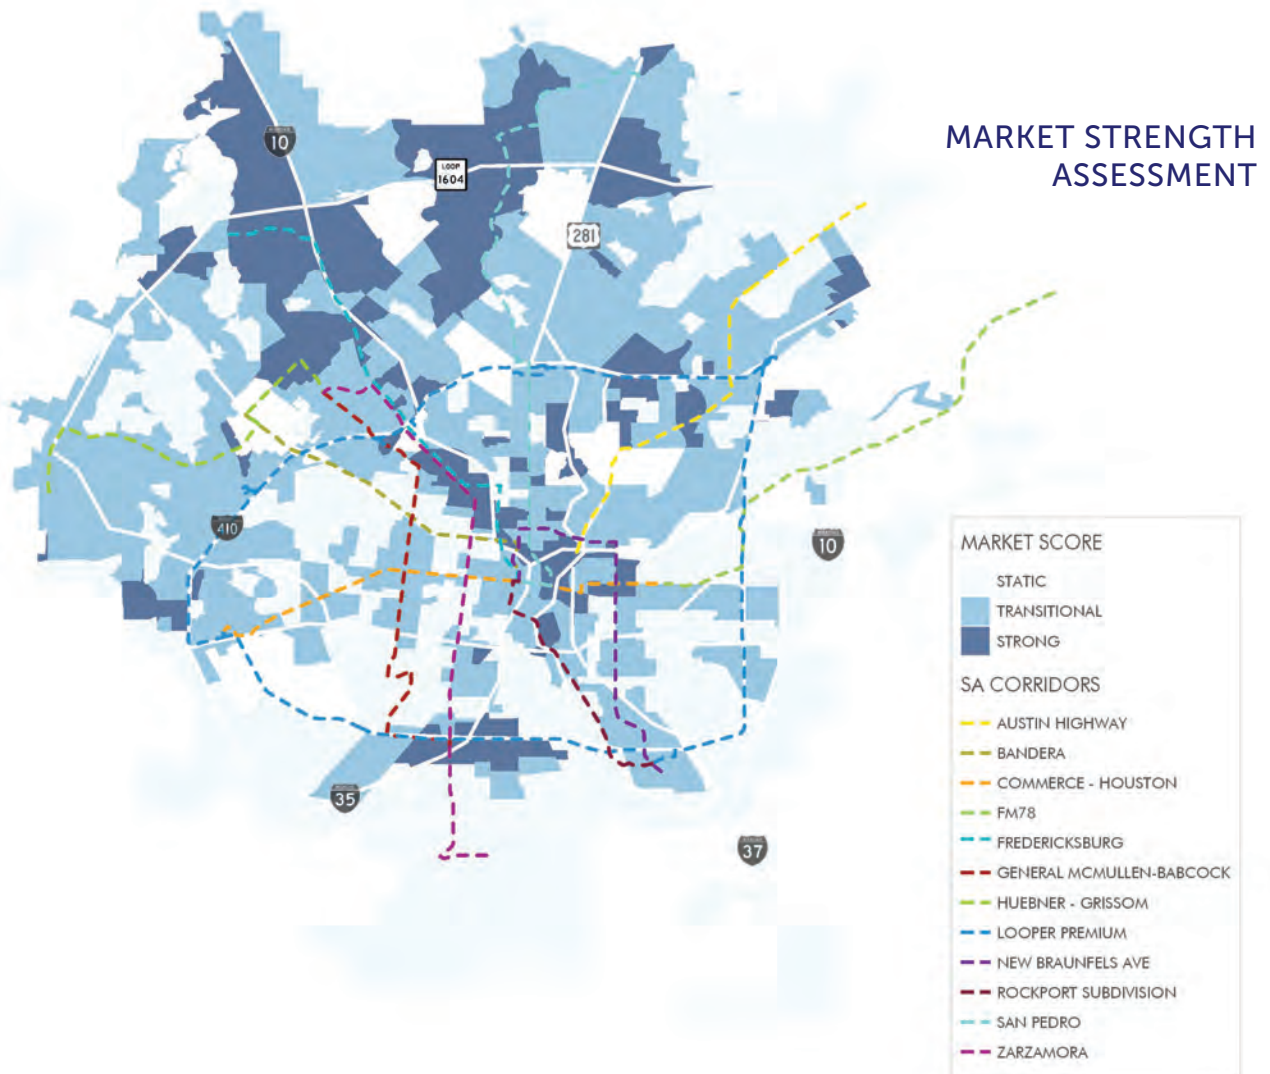 MARKET STRENGTH
ASSESSMENT
10
LOOP
1604
281
410
10
35
37
MARKET SCORE
STATIC
TRANSITIONAL
STRONG
SA CORRIDORS
AUSTIN HIGHWAY
BANDERA
COMMERCE - HOUSTON
FM78
FREDERICKSBURG
GENERAL MCMULLEN-BABCOCK
HUEBNER - GRISSOM
LOOPER PREMIUM
NEW BRAUNFELS AVE
ROCKPORT SUBDIVISION
SAN PEDRO
ZARZAMORA